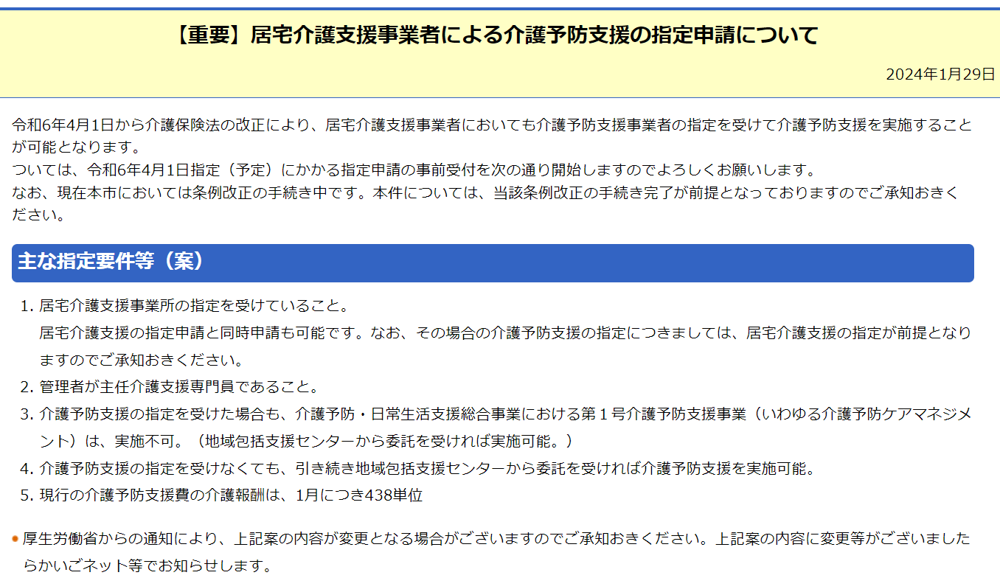 【重要】居宅介護支援事業者による介護予防支援の指定申請について
2024年1月29日
令和6年4月1日から介護保険法の改正により、居宅介護支援事業者においても介護予防支援事業者の指定を受けて介護予防支援を実施すること
が可能となります。
ついては、令和6年4月1日指定（予定）にかかる指定申請の事前受付を次の通り開始しますのでよろしくお願いします。
なお、現在本市においては条例改正の手続き中です。本件については、当該条例改正の手続き完了が前提となっておりますのでご承知おきく
ださい。
主な指定要件等（案）
1. 居宅介護支援事業所の指定を受けていること。
居宅介護支援の指定申請と同時申請も可能です。なお、その場合の介護予防支援の指定につきましては、居宅介護支援の指定が前提となり
ますのでご承知おきください。
2. 管理者が主任介護支援専門員であること。
3. 介護予防支援の指定を受けた場合も、介護予防・日常生活支援総合事業における第１号介護予防支援事業（いわゆる介護予防ケアマネジメ
ント）は、実施不可。（地域包括支援センターから委託を受ければ実施可能。）
4. 介護予防支援の指定を受けなくても、引き続き地域包括支援センターから委託を受ければ介護予防支援を実施可能。
5. 現行の介護予防支援費の介護報酬は、1月につき438単位
厚生労働省からの通知により、上記案の内容が変更となる場合がございますのでご承知おきください。上記案の内容に変更等がございました
らかいごネット等でお知らせします。